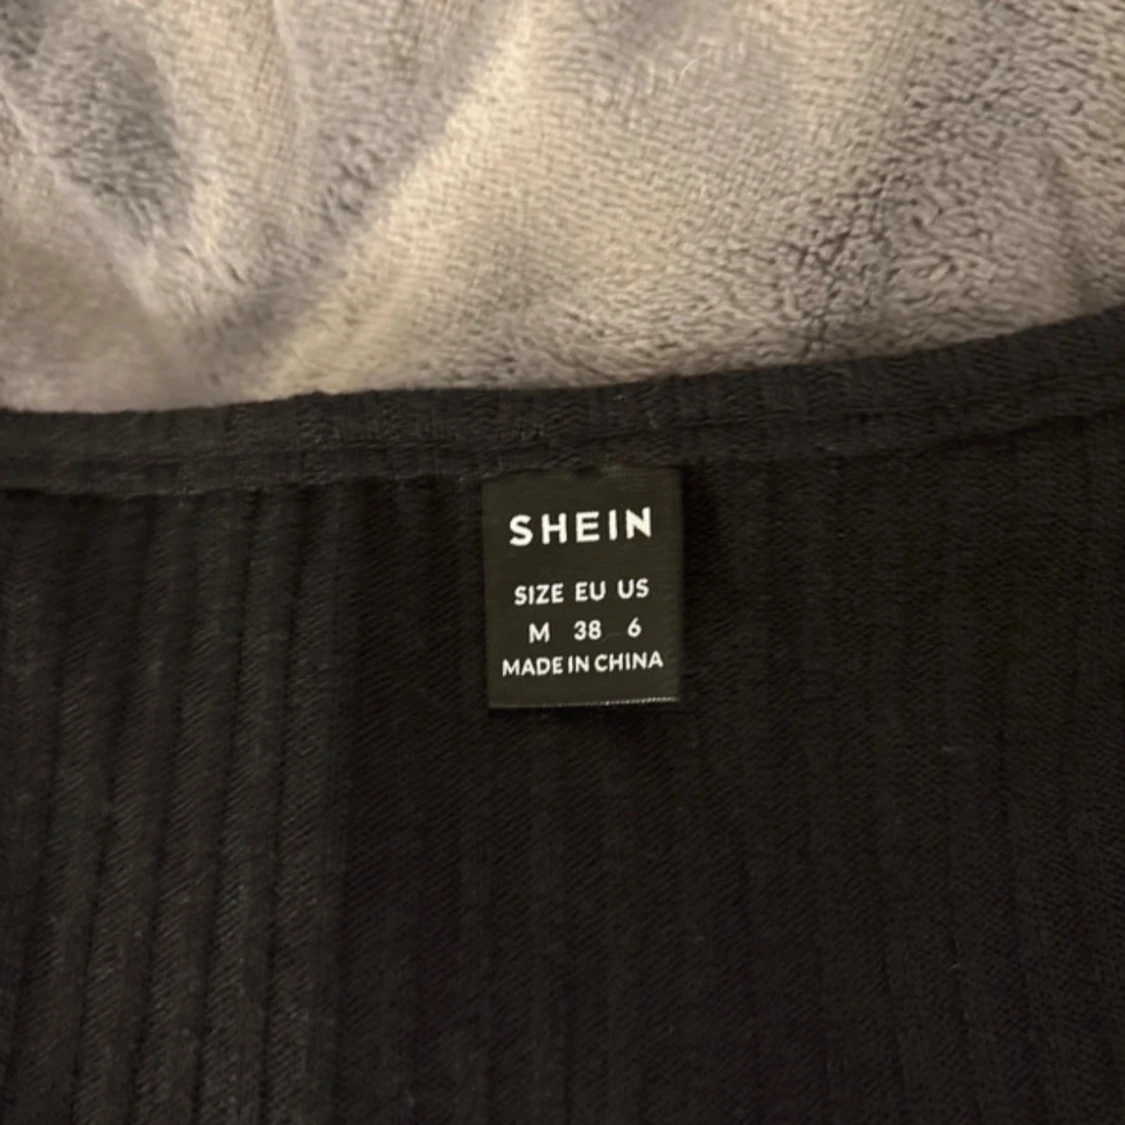 SHEIN
SIZE EU US
M 38 6
MADE IN CHINA